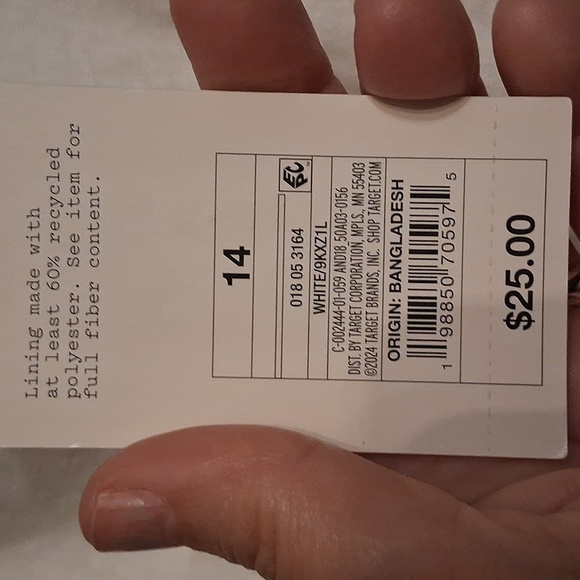 Lining made with
at least 60% recycled
polyester. See item for
full fiber content.
14
EPC
018 05 3164
WHITE/9KXZ1L
C-002444-01-059 AND18_50A03-0156
DIST. BY TARGET CORPORATION, MPLS, MN 55403
©2024 TARGET BRANDS, INC. SHOP TARGET.COM
ORIGIN: BANGLADESH
1 98850 70597 5
$25.00